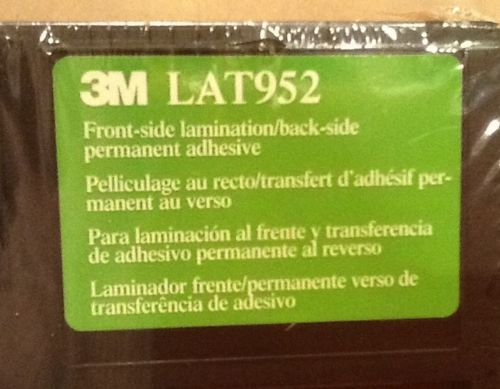 3M LAT952
Front-side lamination/back-side
permanent adhesive
Pelliculage au recto/transfert d'adhésif per-
manent au verso
Para laminación al frente y transferencia
de adhesivo permanente al reverso
Laminador frente/permanente verso de
transferência de adesivo